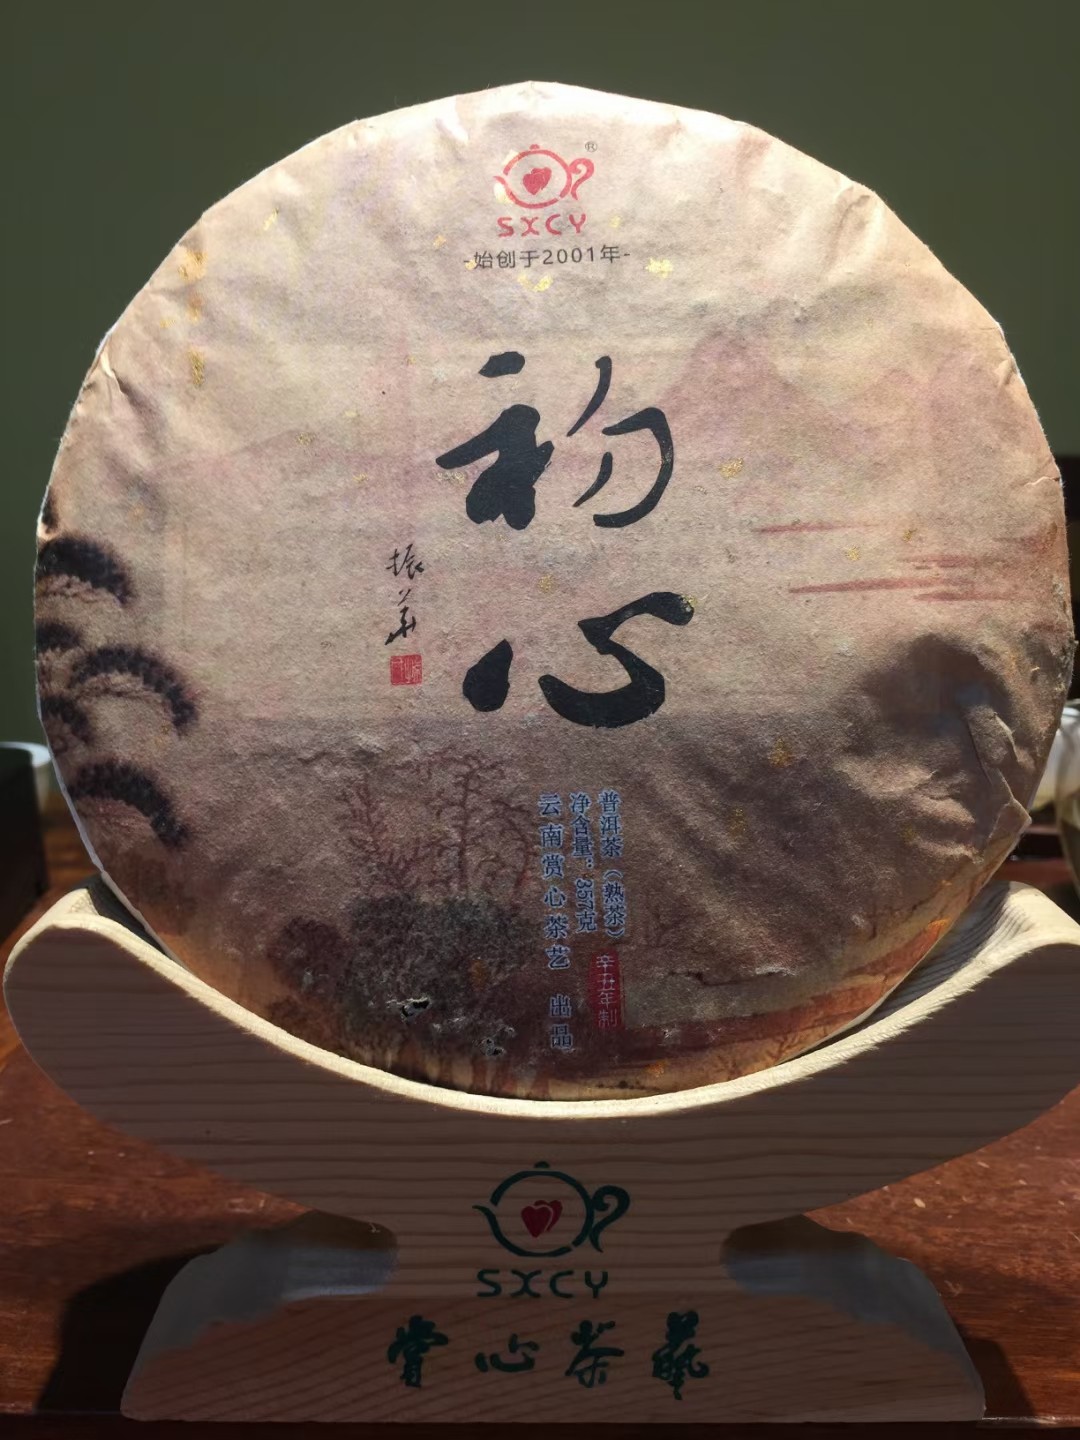 ®
SXCY
-始创于2001年-
初心
振华
普洱茶（熟茶）
净含量：357克
云南赏心茶艺 出品
辛丑年制
SXCY
赏心茶艺